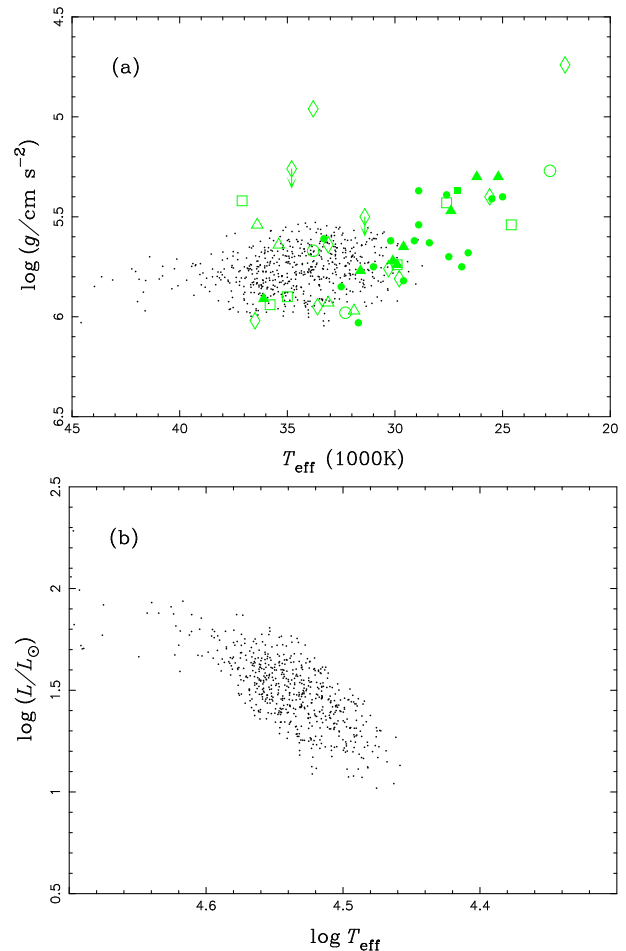 4.5
(a)
5
5.5
6
6.5
log (g/cm s⁻²)
45 40 35 30 25 20
T_eff (1000K)
2.5
(b)
2
1.5
1
0.5
log (L/L_⊙)
4.6 4.5 4.4
log T_eff